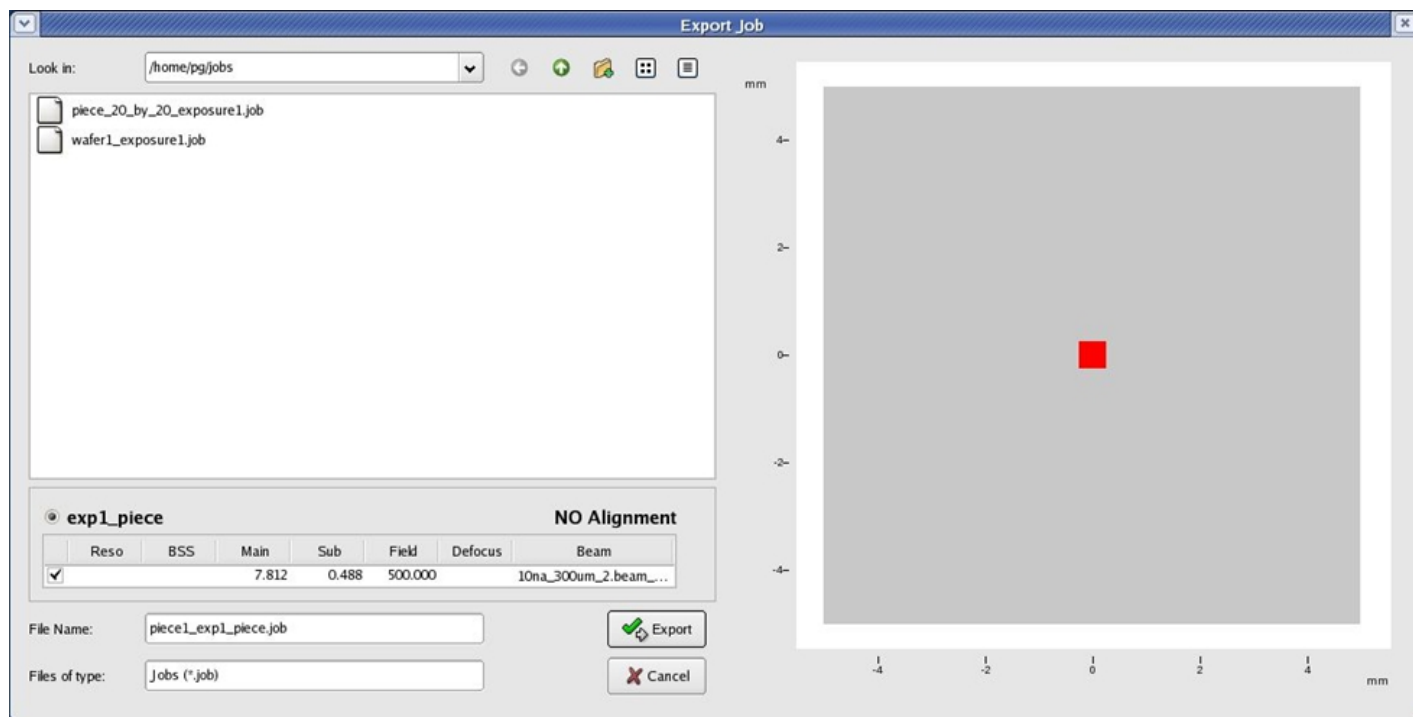 Export Job
Look in: /home/pg/jobs
piece_20_by_20_exposure1.job
wafer1_exposure1.job
exp1_piece NO Alignment
Reso BSS Main Sub Field Defocus Beam
7.812 0.488 500.000 10na_300um_2.beam_...
File Name: piece1_exp1_piece.job Export
Files of type: Jobs (*.job) Cancel
mm
4
2
0
-2
-4
-4 -2 0 2 4
mm